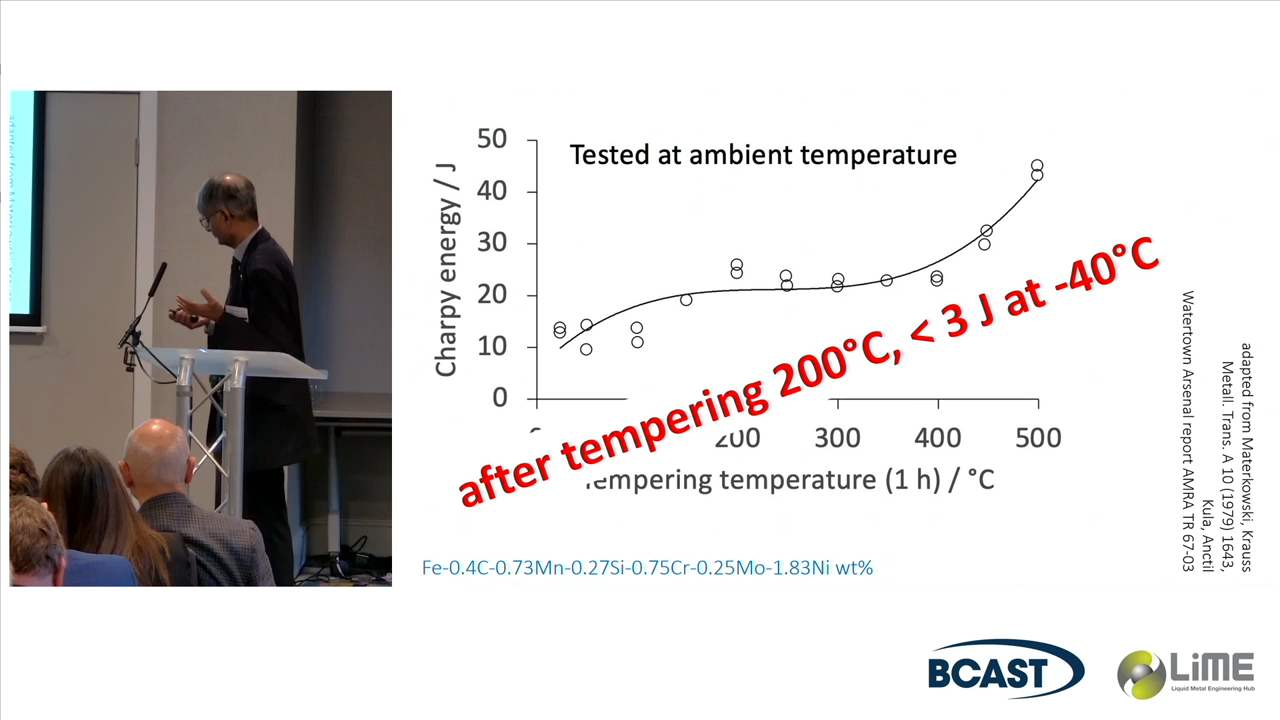 50
40
30
20
10
0
Charpy energy / J
Tested at ambient temperature
after tempering 200°C, < 3 J at -40°C
200
300
400
500
empering temperature (1 h) / °C
Fe-0.4C-0.73Mn-0.27Si-0.75Cr-0.25Mo-1.83Ni wt%
adapted from Materkowski, Krauss
Metall. Trans. A 10 (1979) 1643,
Kula, Anctil
Watertown Arsenal report AMRA TR 67-03
BCAST
LiME
Liquid Metal Engineering Hub